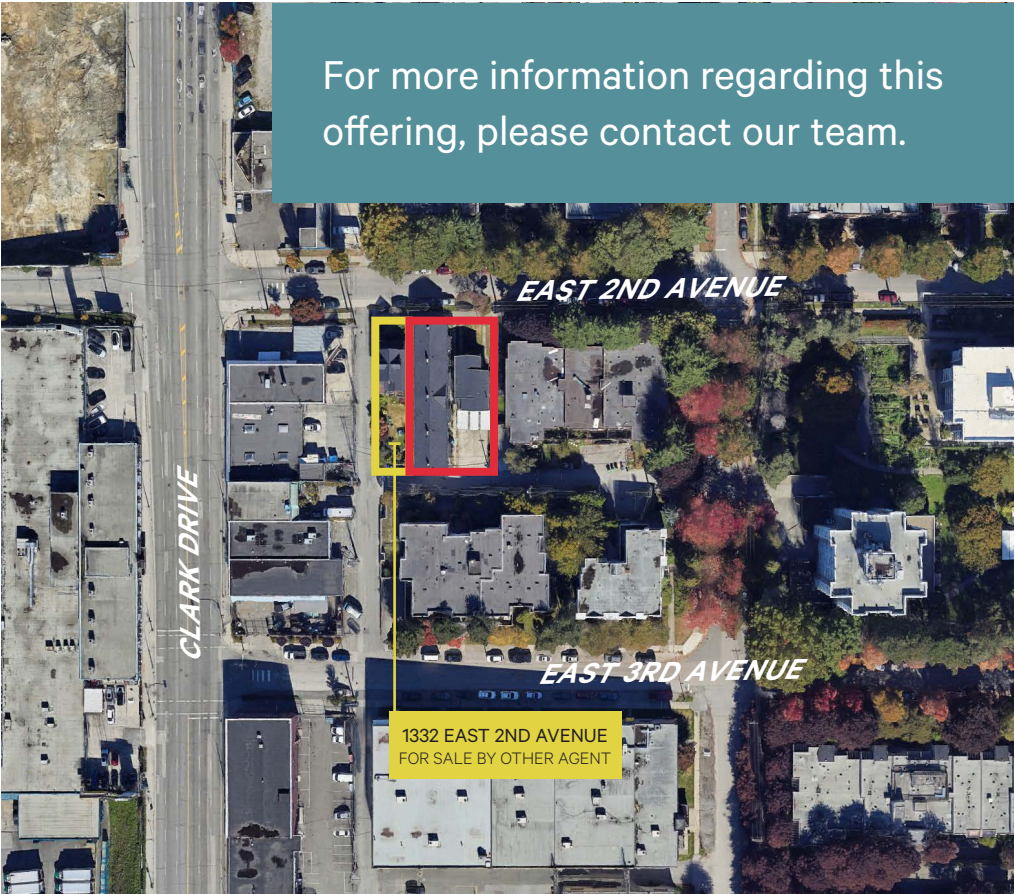 For more information regarding this
offering, please contact our team.
EAST 2ND AVENUE
CLARK DRIVE
EAST 3RD AVENUE
1332 EAST 2ND AVENUE
FOR SALE BY OTHER AGENT